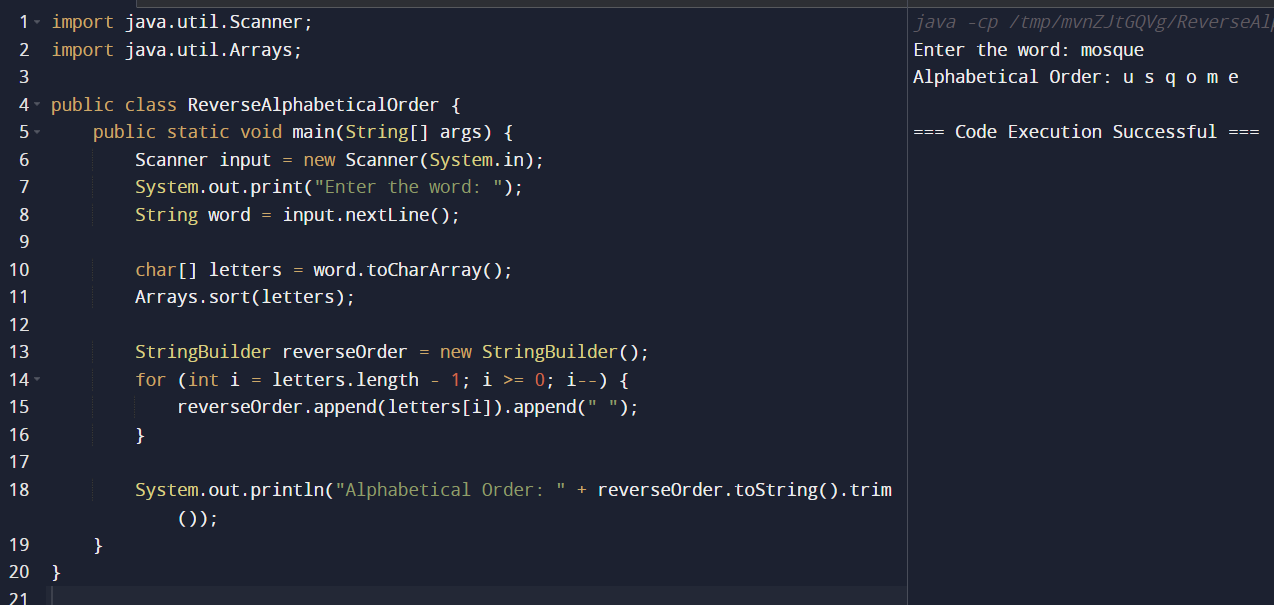 1 import java.util.Scanner;
2 import java.util.Arrays;
3
4 public class ReverseAlphabeticalOrder {
5     public static void main(String[] args) {
6         Scanner input = new Scanner(System.in);
7         System.out.print("Enter the word: ");
8         String word = input.nextLine();
9
10         char[] letters = word.toCharArray();
11         Arrays.sort(letters);
12
13         StringBuilder reverseOrder = new StringBuilder();
14         for (int i = letters.length - 1; i >= 0; i--) {
15             reverseOrder.append(letters[i]).append(" ");
16         }
17
18         System.out.println("Alphabetical Order: " + reverseOrder.toString().trim
            ());
19     }
20 }
21
java -cp /tmp/mvnZJtGQVg/ReverseAlp
Enter the word: mosque
Alphabetical Order: u s q o m e
=== Code Execution Successful ===